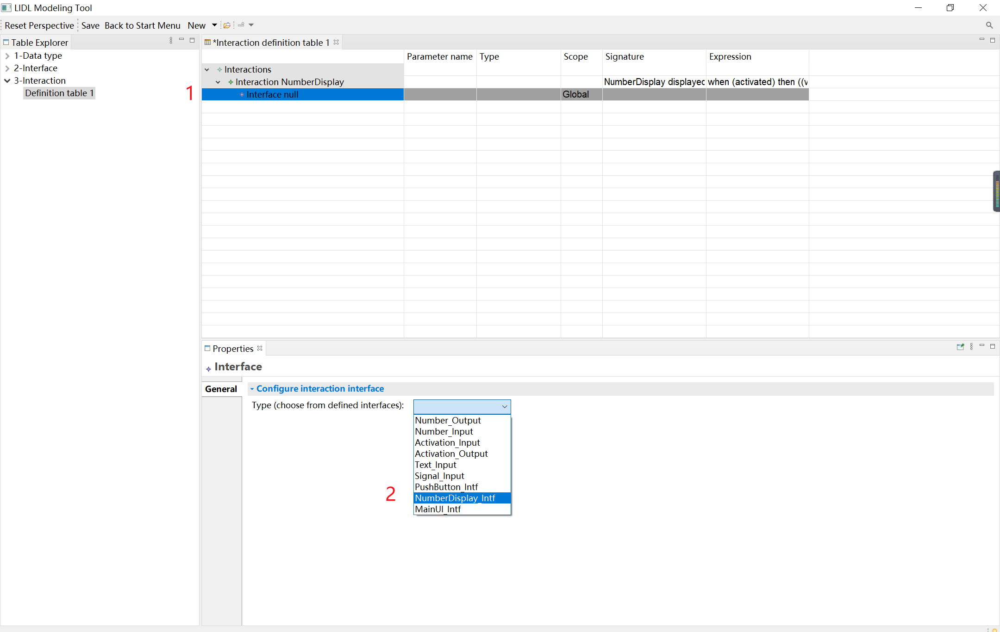 LIDL Modeling Tool
Reset Perspective Save Back to Start Menu New
Table Explorer
1-Data type
2-Interface
3-Interaction
Definition table 1
1
*Interaction definition table 1
Parameter name Type Scope Signature Expression
Interactions
Interaction NumberDisplay NumberDisplay displayed when (activated) then ((v
Interface null Global
Properties
Interface
General
Configure interaction interface
Type (choose from defined interfaces):
Number_Output
Number_Input
Activation_Input
Activation_Output
Text_Input
Signal_Input
PushButton_Intf
2
NumberDisplay_Intf
MainUI_Intf